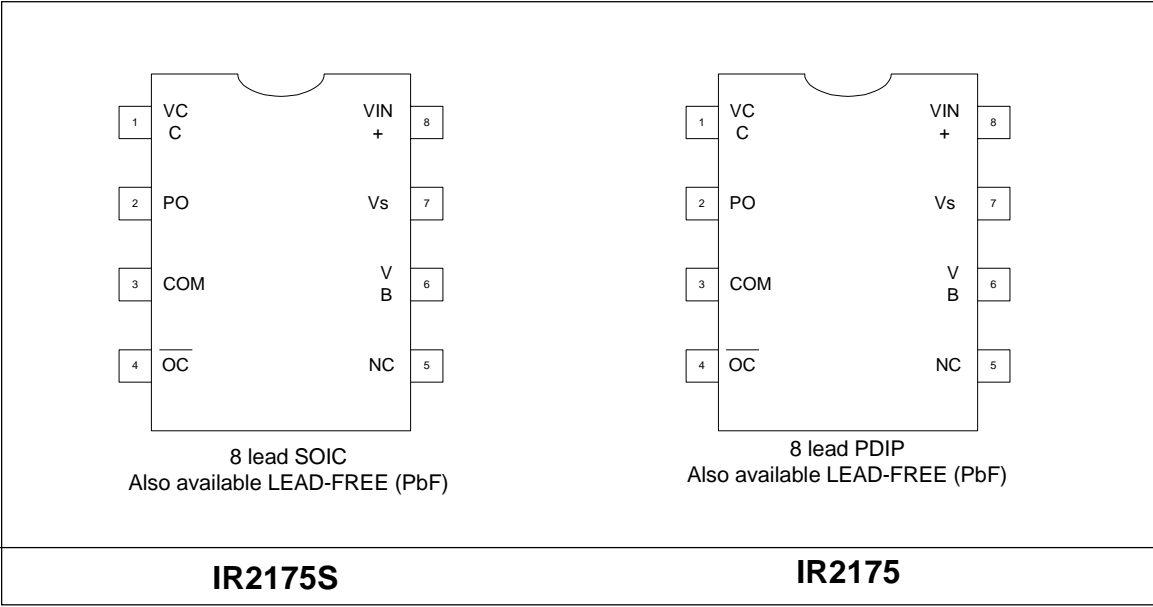 1 VC VIN 8
C +
2 PO Vs 7
3 COM V 6
B
4 O̅C̅ NC 5
8 lead SOIC
Also available LEAD-FREE (PbF)
IR2175S
1 VC VIN 8
C +
2 PO Vs 7
3 COM V 6
B
4 O̅C̅ NC 5
8 lead PDIP
Also available LEAD-FREE (PbF)
IR2175